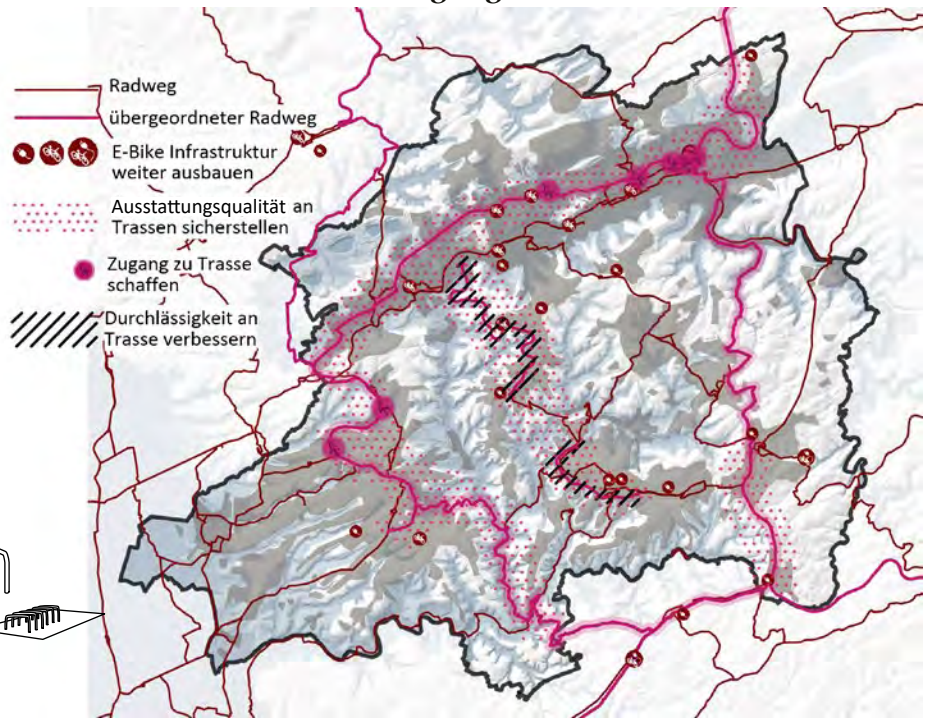 Radweg
übergeordneter Radweg
E-Bike Infrastruktur
weiter ausbauen
Ausstattungsqualität an
Trassen sicherstellen
Zugang zu Trasse
schaffen
Durchlässigkeit an
Trasse verbessern